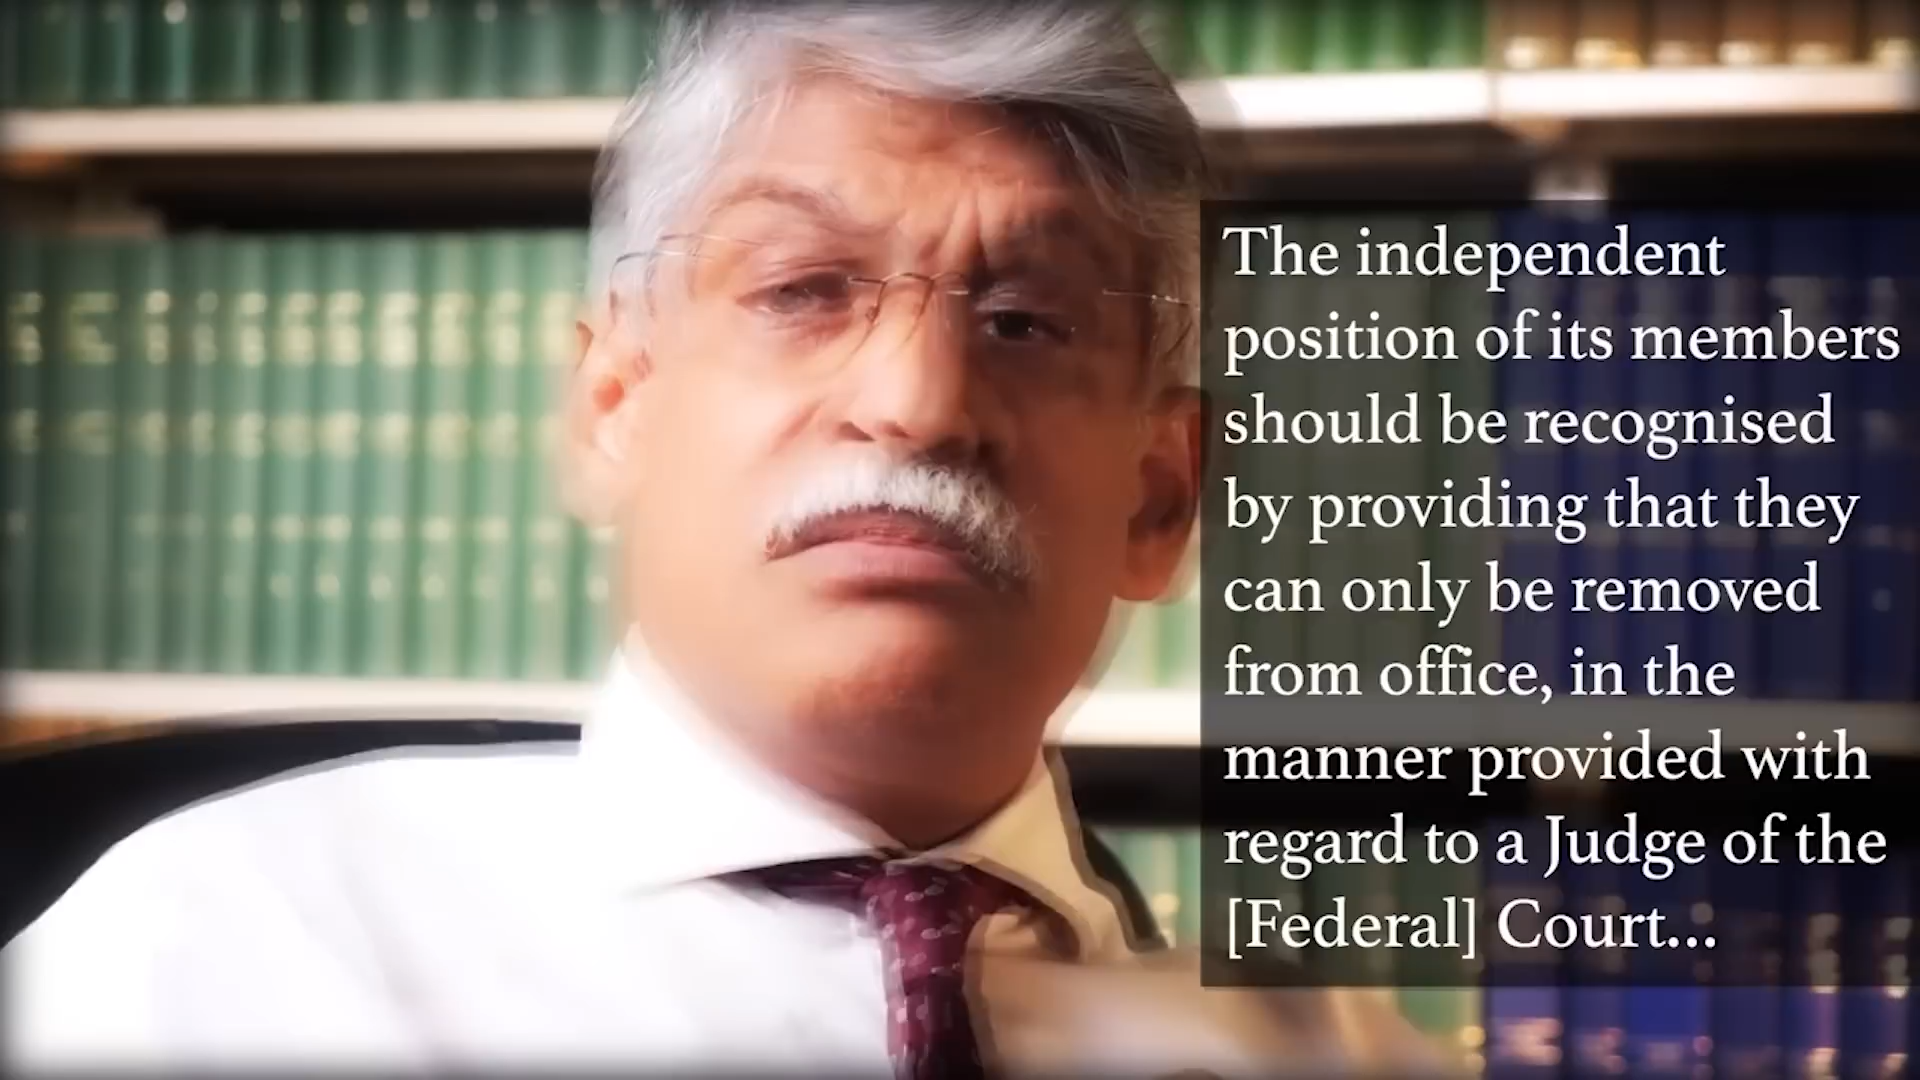 The independent
position of its members
should be recognised
by providing that they
can only be removed
from office, in the
manner provided with
regard to a Judge of the
[Federal] Court...